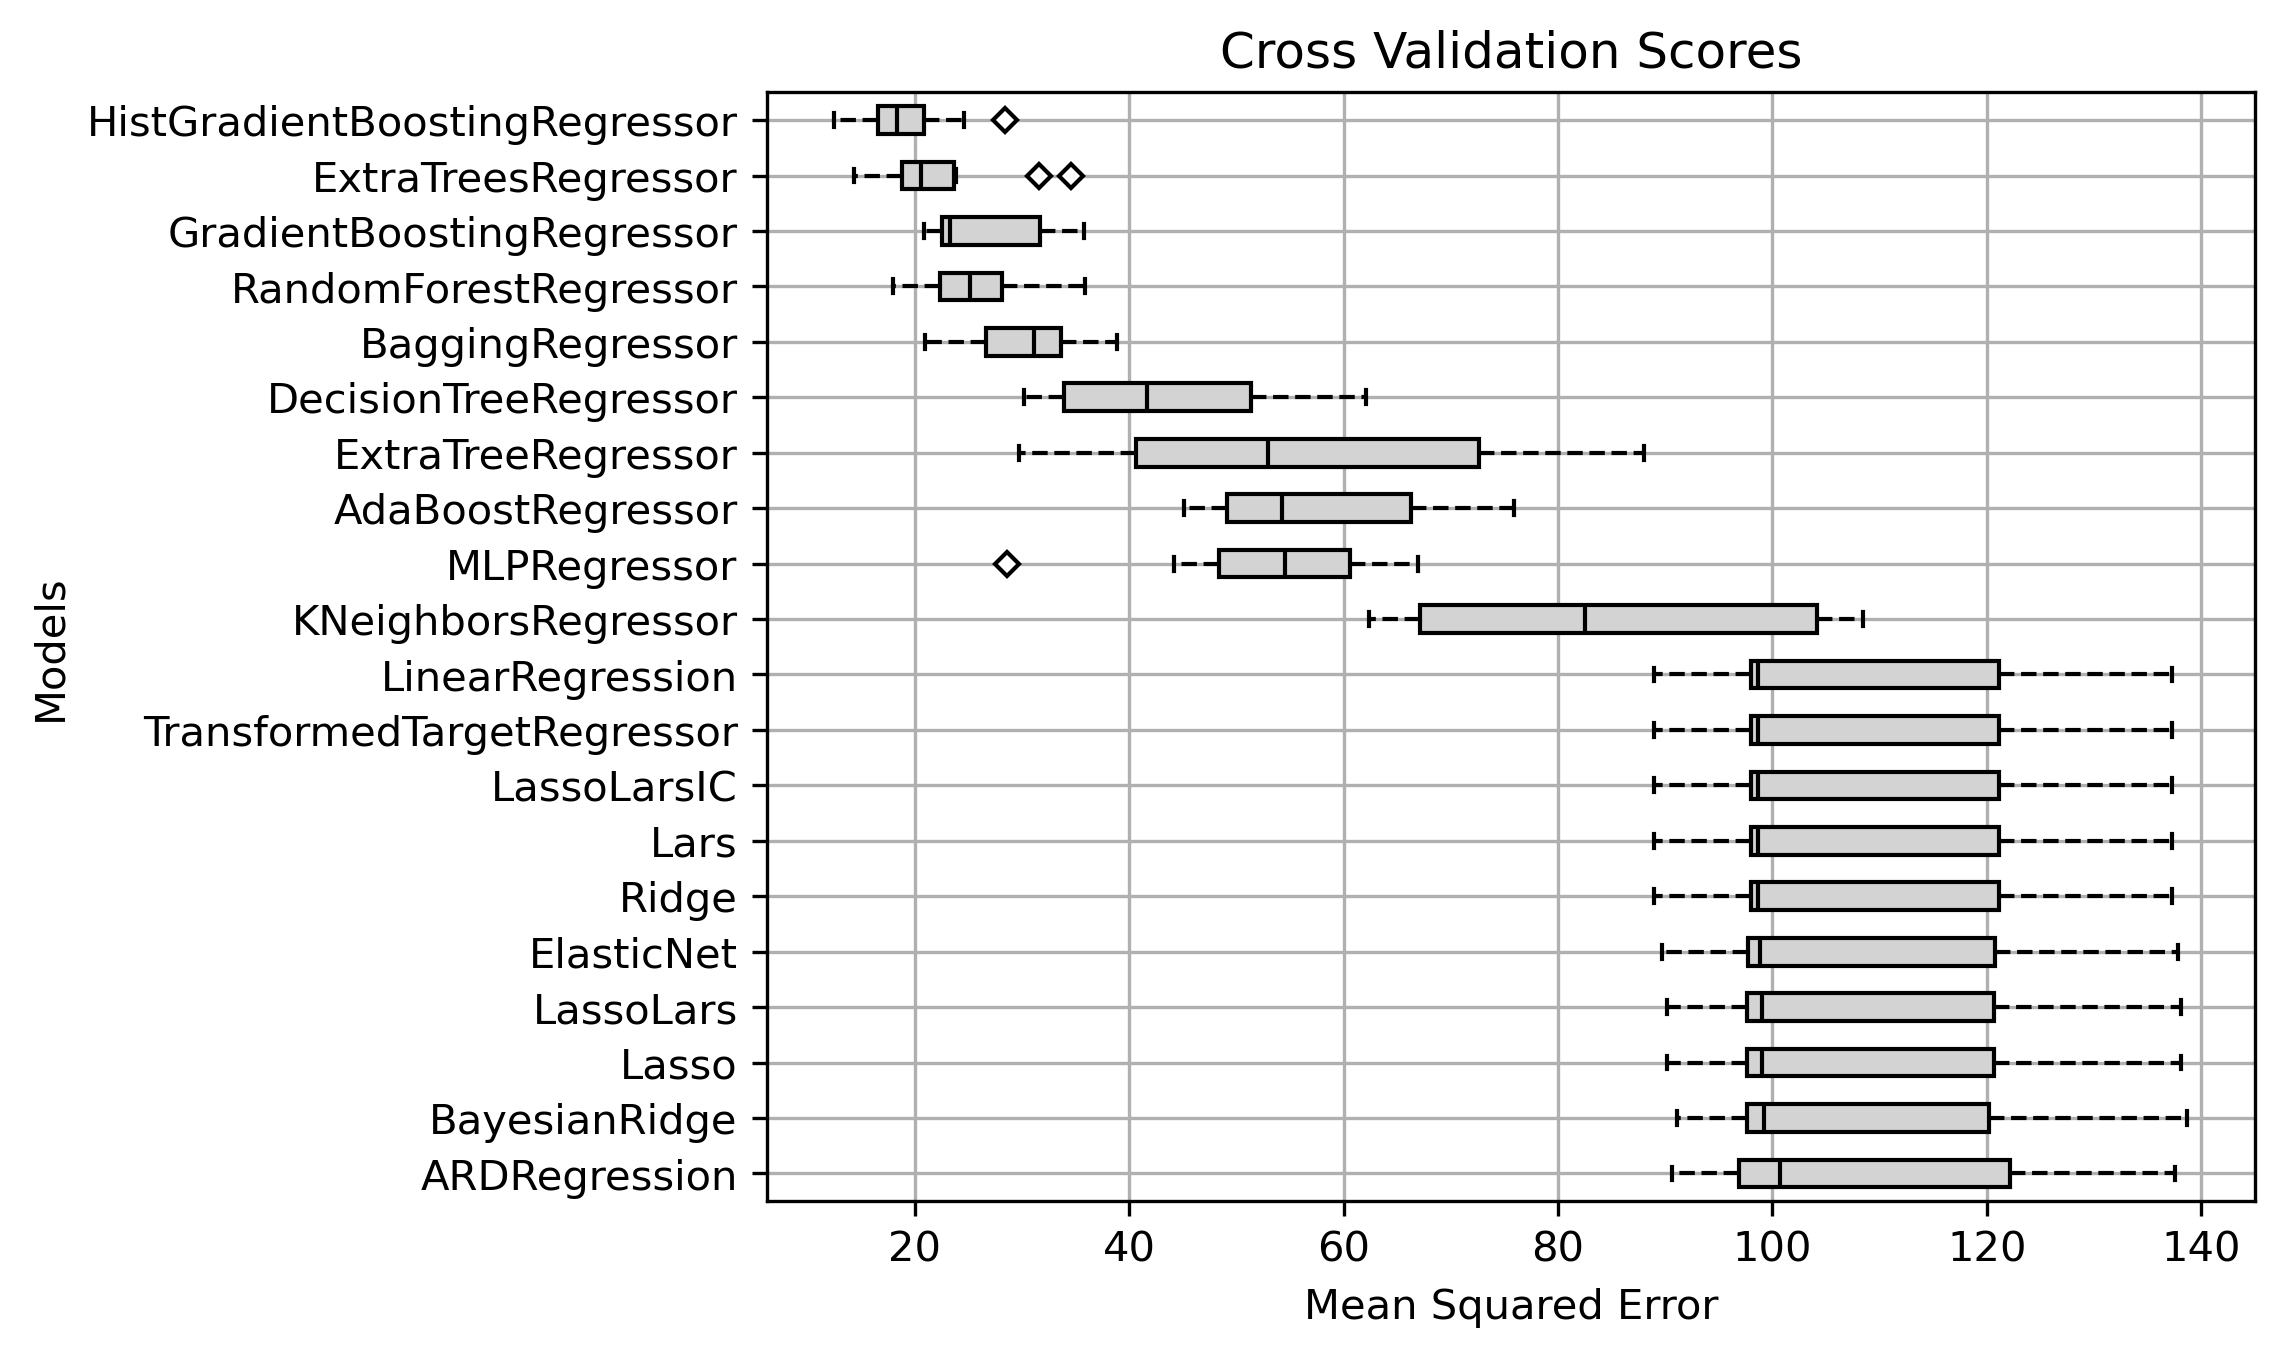 Cross Validation Scores
HistGradientBoostingRegressor
ExtraTreesRegressor
GradientBoostingRegressor
RandomForestRegressor
BaggingRegressor
DecisionTreeRegressor
ExtraTreeRegressor
AdaBoostRegressor
MLPRegressor
KNeighborsRegressor
LinearRegression
TransformedTargetRegressor
LassoLarsIC
Lars
Ridge
ElasticNet
LassoLars
Lasso
BayesianRidge
ARDRegression
Models
20 40 60 80 100 120 140
Mean Squared Error